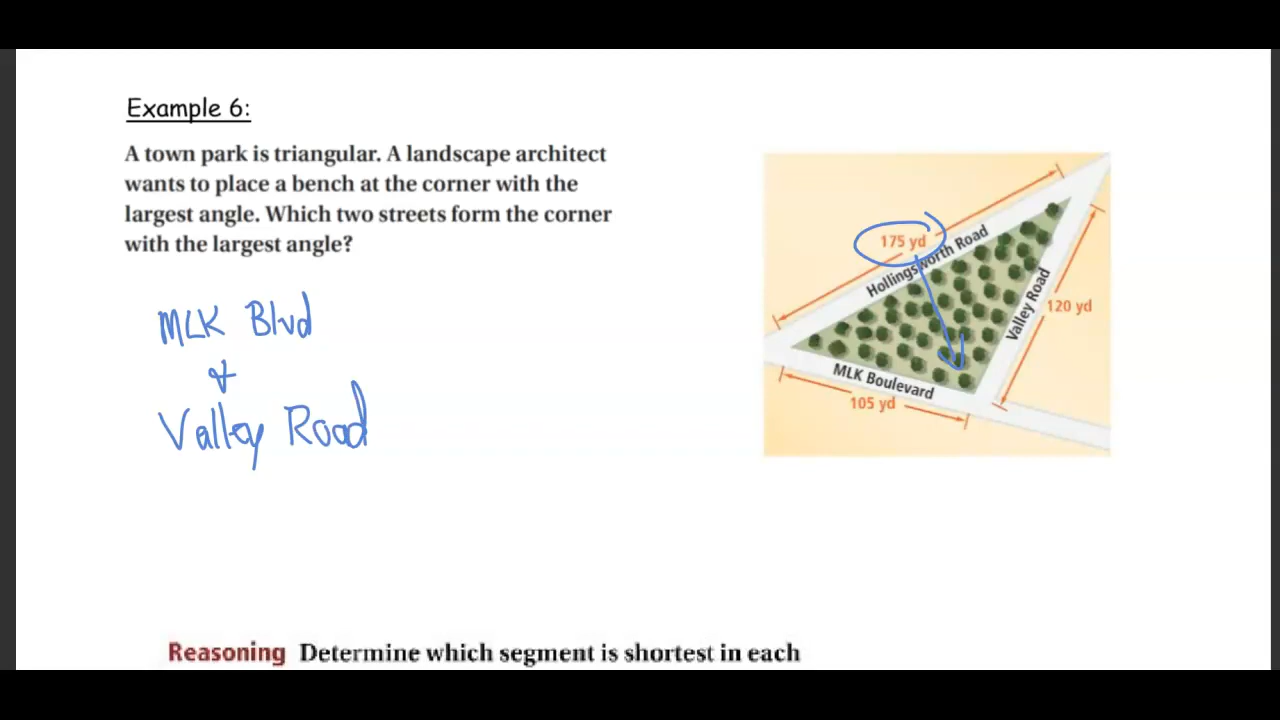 Example 6:
A town park is triangular. A landscape architect
wants to place a bench at the corner with the
largest angle. Which two streets form the corner
with the largest angle?
MLK Blvd
&
Valley Road
175 yd
Hollingsworth Road
Valley Road
120 yd
MLK Boulevard
105 yd
Reasoning Determine which segment is shortest in each